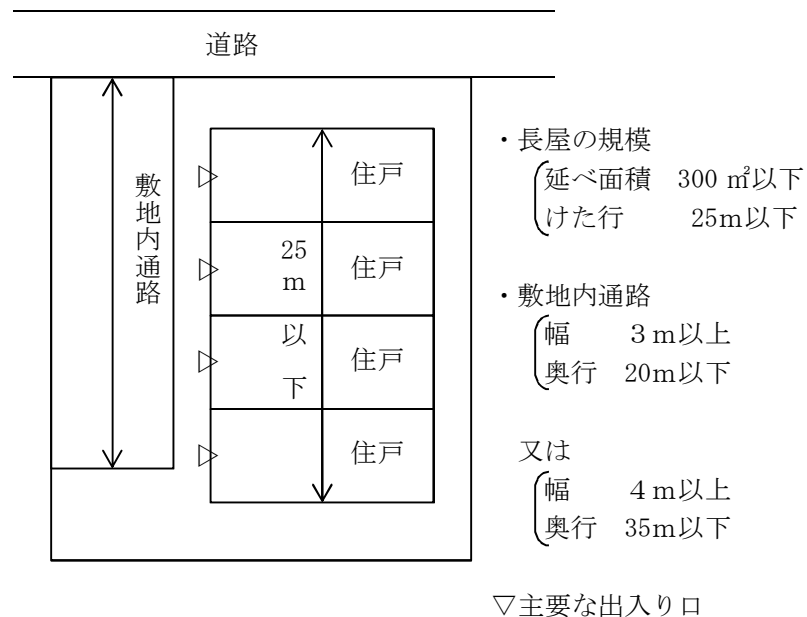 道路
敷地内通路
住戸
住戸
住戸
住戸
25
m
以
下
・長屋の規模
延べ面積 300 ㎡以下
けた行 25m以下
・敷地内通路
幅 3m以上
奥行 20m以下
又は
幅 4m以上
奥行 35m以下
▽主要な出入り口